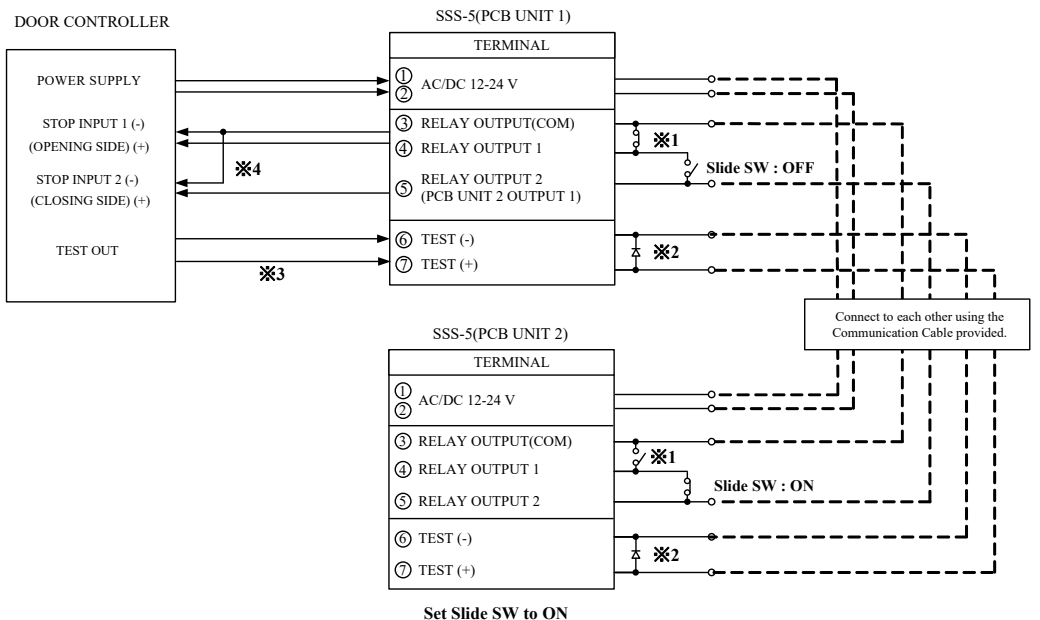 SSS-5(PCB UNIT 1)
DOOR CONTROLLER
TERMINAL
POWER SUPPLY
① AC/DC 12-24 V
②
STOP INPUT 1 (-)
(OPENING SIDE) (+)
※4
STOP INPUT 2 (-)
(CLOSING SIDE) (+)
③ RELAY OUTPUT(COM)
④ RELAY OUTPUT 1
⑤ RELAY OUTPUT 2
(PCB UNIT 2 OUTPUT 1)
※1
Slide SW : OFF
TEST OUT
※3
⑥ TEST (-)
⑦ TEST (+)
※2
Connect to each other using the
Communication Cable provided.
SSS-5(PCB UNIT 2)
TERMINAL
① AC/DC 12-24 V
②
③ RELAY OUTPUT(COM)
④ RELAY OUTPUT 1
⑤ RELAY OUTPUT 2
※1
Slide SW : ON
⑥ TEST (-)
⑦ TEST (+)
※2
Set Slide SW to ON